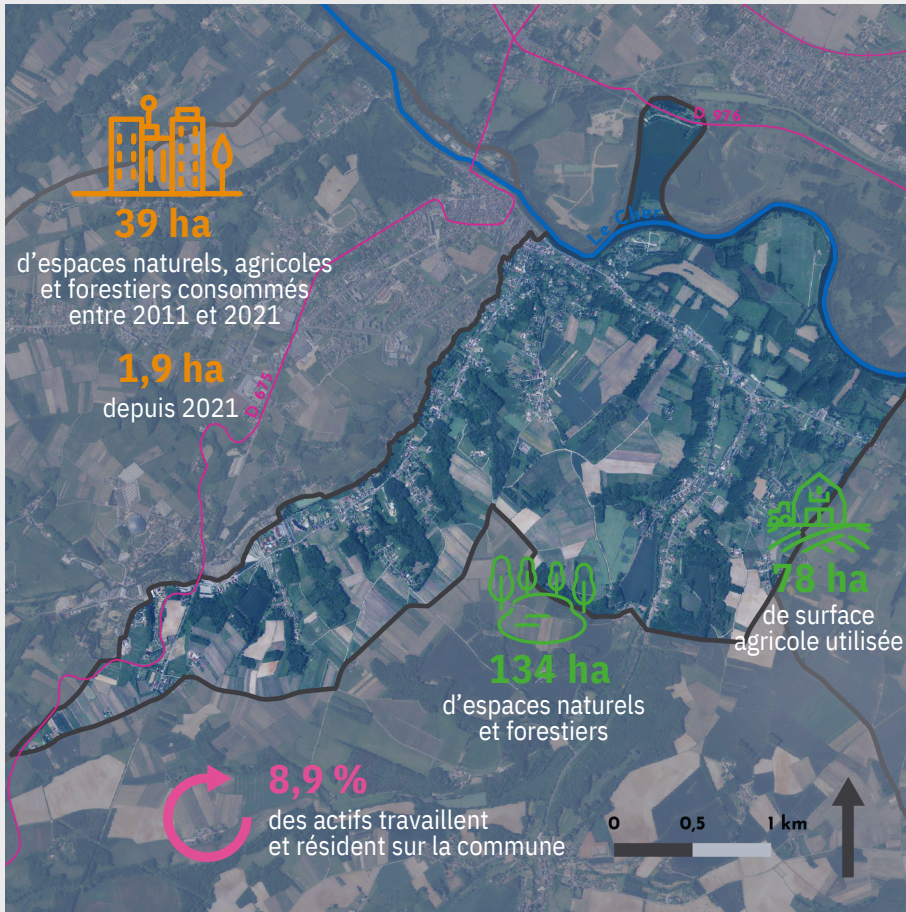 D 976
Le Cher
39 ha
d'espaces naturels, agricoles
et forestiers consommés
entre 2011 et 2021
1,9 ha
depuis 2021
D 675
78 ha
de surface
agricole utilisée
134 ha
d'espaces naturels
et forestiers
8,9 %
des actifs travaillent
et résident sur la commune
0 0,5 1 km